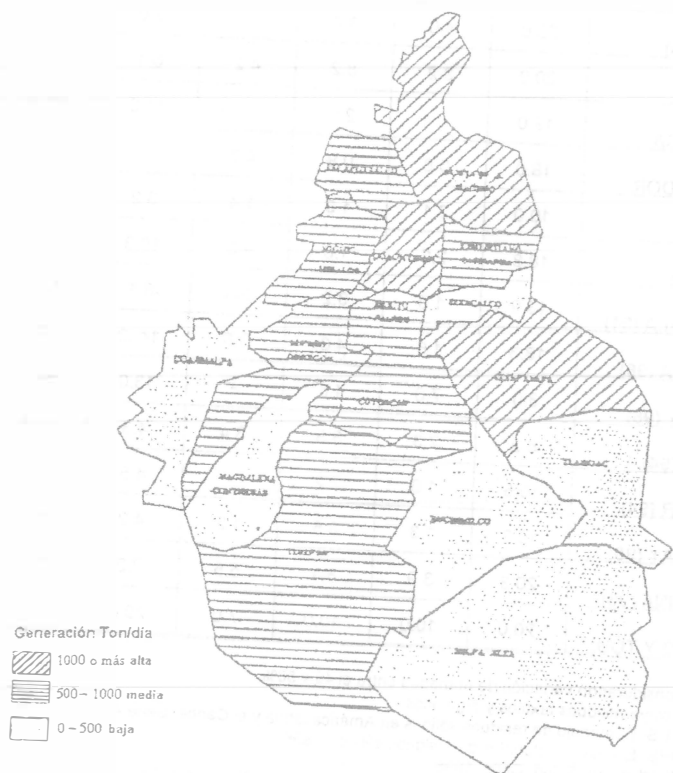 AZCAPOTZALCO
GUSTAVO A. MADERO
MIGUEL
HIDALGO
CUAUHTEMOC
VENUSTIANO
CARRANZA
BENITO
JUAREZ
IZTACALCO
CUAJIMALPA
ALVARO
OBREGON
IZTAPALAPA
COYOACAN
TLAHUAC
MAGDALENA
CONTRERAS
XOCHIMILCO
TLALPAN
MILPA ALTA
Generación Ton/día
1000 o más alta
500 – 1000 media
0 – 500 baja